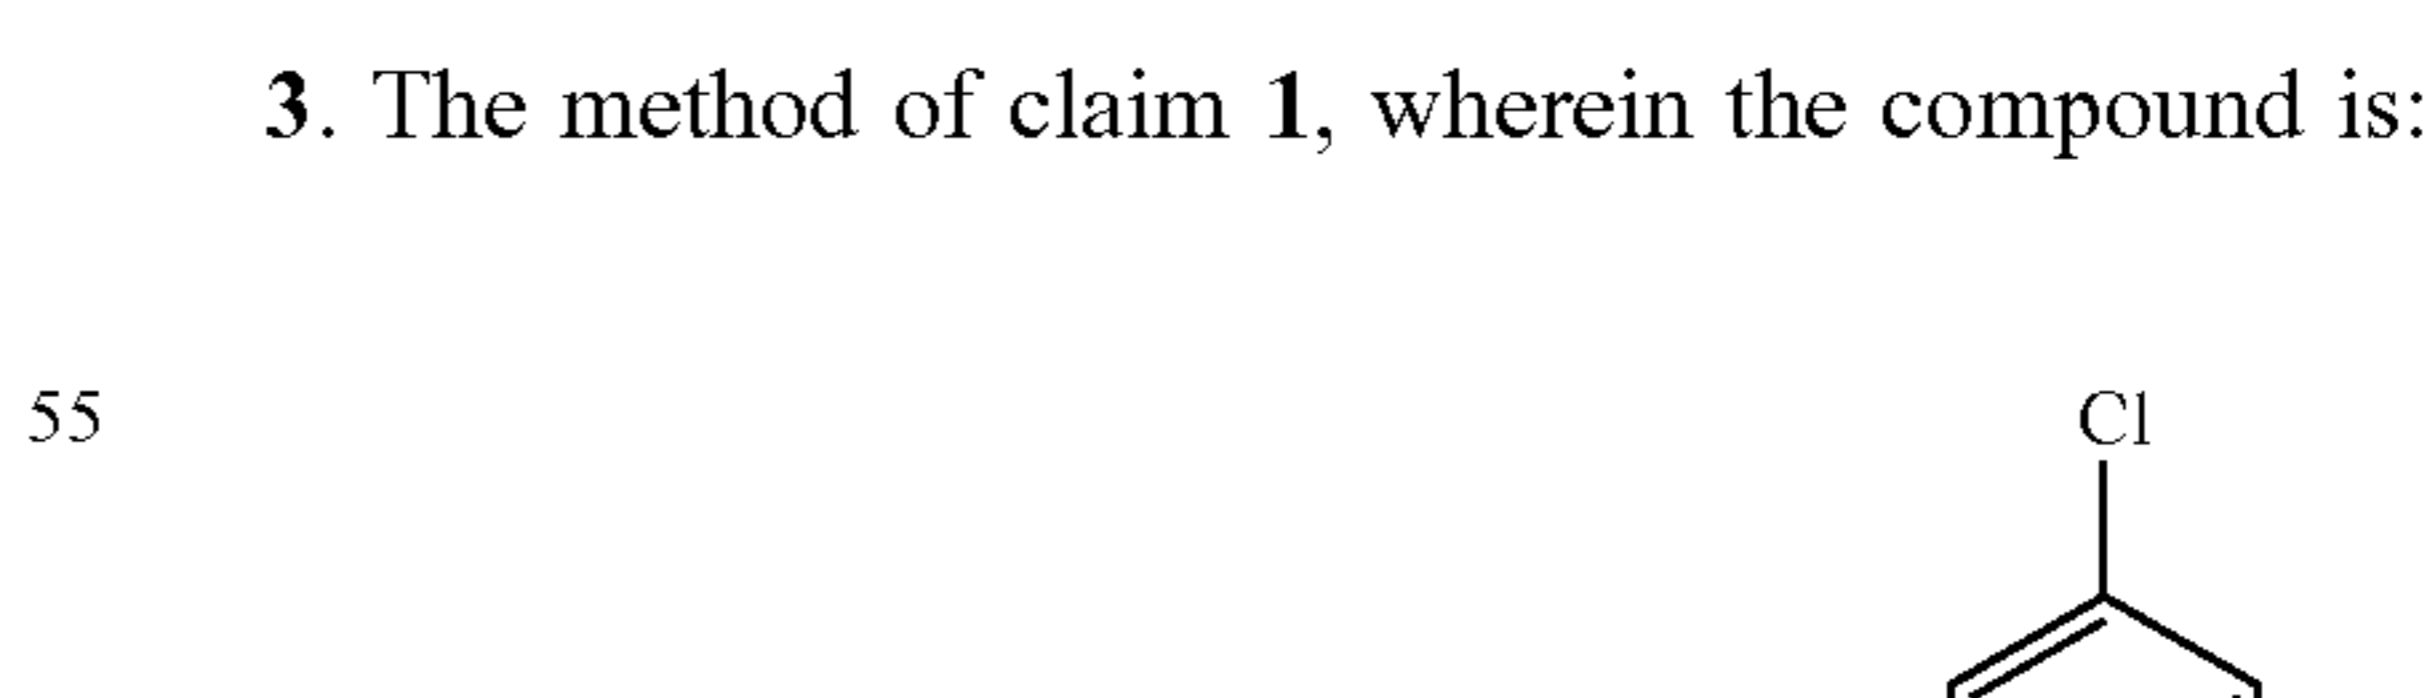 3. The method of claim 1, wherein the compound is:
55
Cl